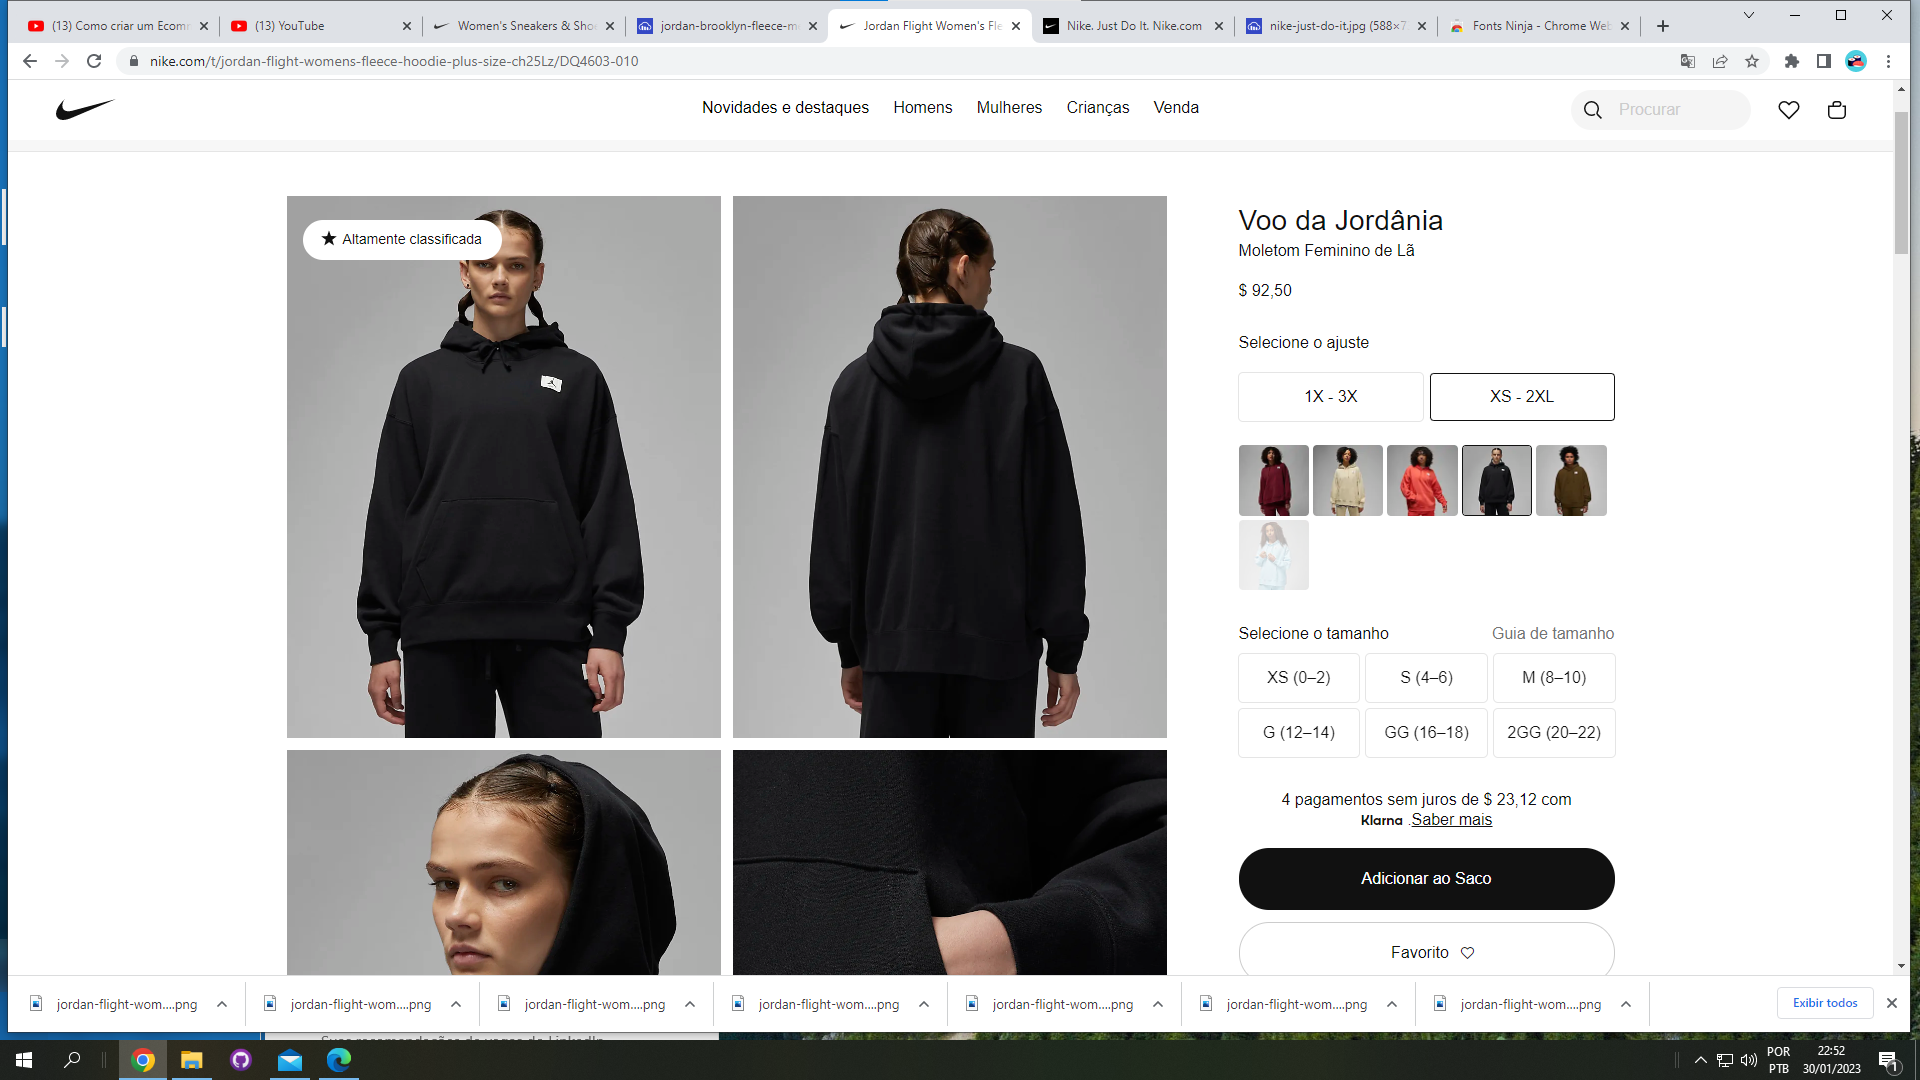 (13) Como criar um Ecomm
(13) YouTube
Women's Sneakers & Sho
jordan-brooklyn-fleece-m
Jordan Flight Women's Fle
Nike. Just Do It. Nike.com
nike-just-do-it.jpg (588×7
Fonts Ninja - Chrome Web
nike.com/t/jordan-flight-womens-fleece-hoodie-plus-size-ch25Lz/DQ4603-010
Novidades e destaques
Homens
Mulheres
Crianças
Venda
Procurar
Altamente classificada
Voo da Jordânia
Moletom Feminino de Lã
$ 92,50
Selecione o ajuste
1X - 3X
XS - 2XL
Selecione o tamanho
Guia de tamanho
XS (0–2)
S (4–6)
M (8–10)
G (12–14)
GG (16–18)
2GG (20–22)
4 pagamentos sem juros de $ 23,12 com
Klarna .Saber mais
Adicionar ao Saco
Favorito
jordan-flight-wom....png
jordan-flight-wom....png
jordan-flight-wom....png
jordan-flight-wom....png
jordan-flight-wom....png
jordan-flight-wom....png
jordan-flight-wom....png
Exibir todos
POR
PTB
22:52
30/01/2023
1